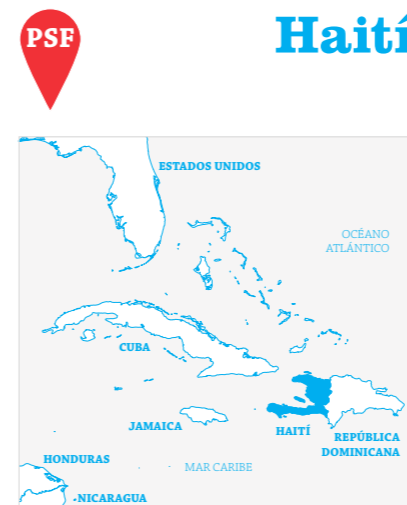 PSF
Haití
ESTADOS UNIDOS
OCÉANO
ATLÁNTICO
CUBA
JAMAICA
HAITÍ
REPÚBLICA
DOMINICANA
HONDURAS
MAR CARIBE
NICARAGUA